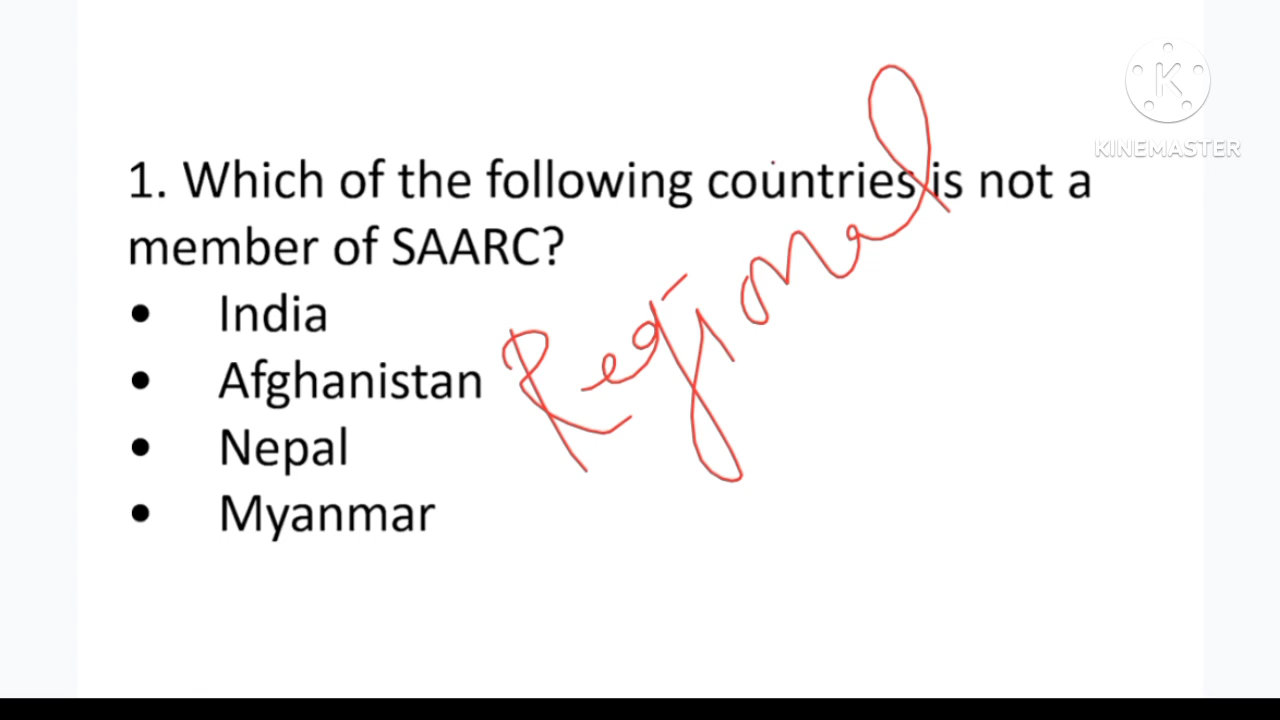 K
KINEMASTER
1. Which of the following countries is not a
member of SAARC?
• India
• Afghanistan
• Nepal
• Myanmar
Regional